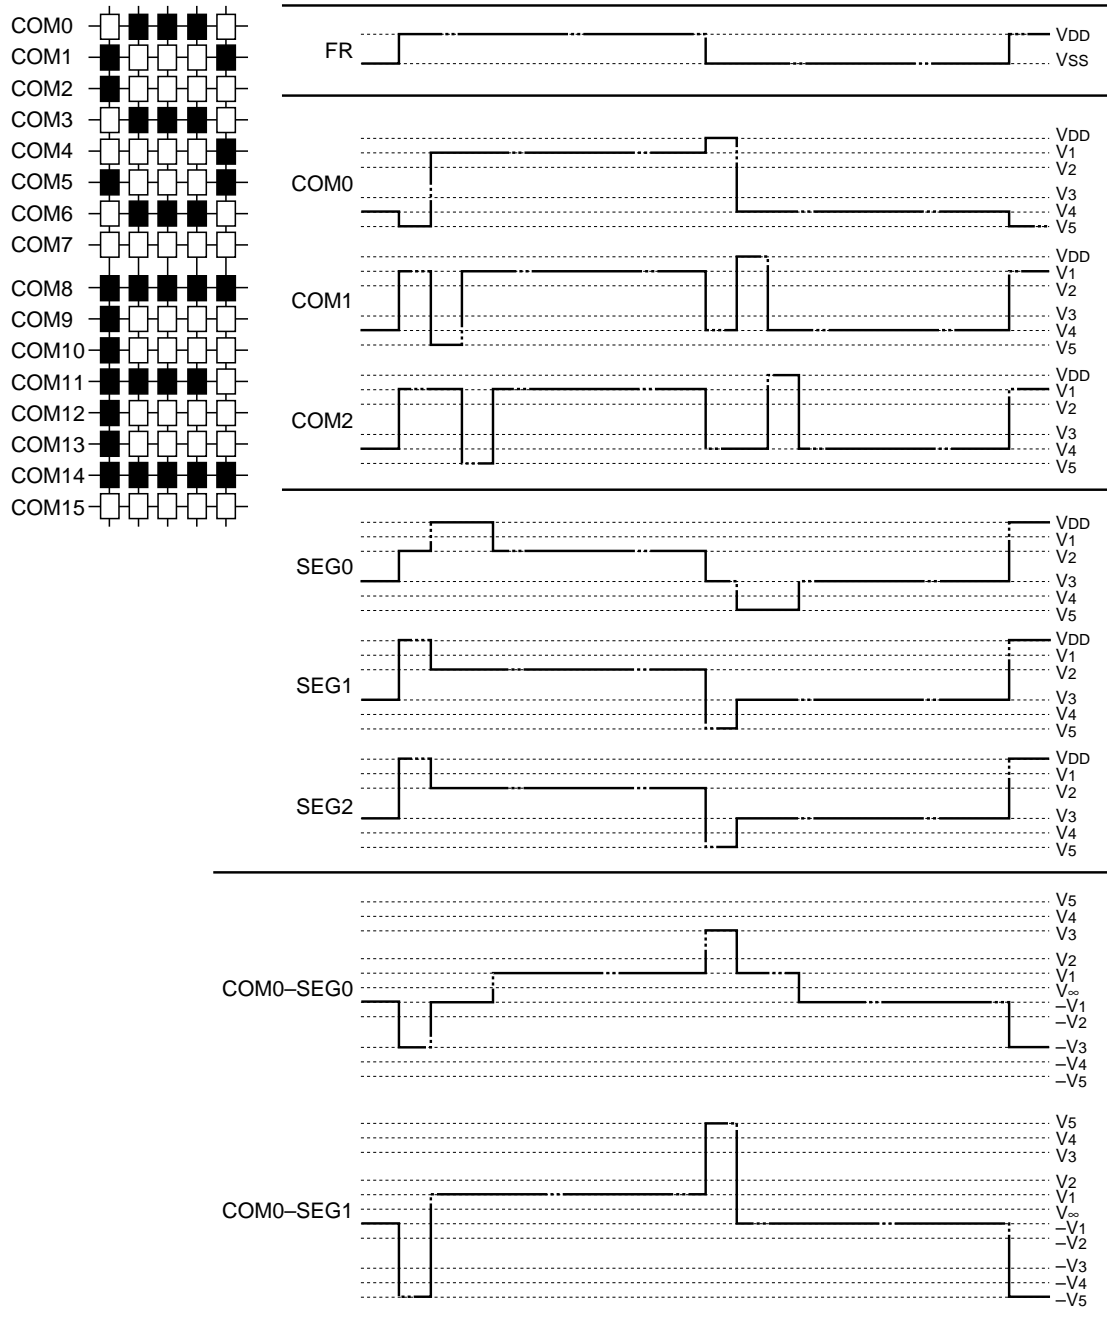 COM0
COM1
COM2
COM3
COM4
COM5
COM6
COM7
COM8
COM9
COM10
COM11
COM12
COM13
COM14
COM15
FR
VDD
VSS
COM0
VDD
V1
V2
V3
V4
V5
COM1
VDD
V1
V2
V3
V4
V5
COM2
VDD
V1
V2
V3
V4
V5
SEG0
VDD
V1
V2
V3
V4
V5
SEG1
VDD
V1
V2
V3
V4
V5
SEG2
VDD
V1
V2
V3
V4
V5
COM0–SEG0
V5
V4
V3
V2
V1
V∞
–V1
–V2
–V3
–V4
–V5
COM0–SEG1
V5
V4
V3
V2
V1
V∞
–V1
–V2
–V3
–V4
–V5